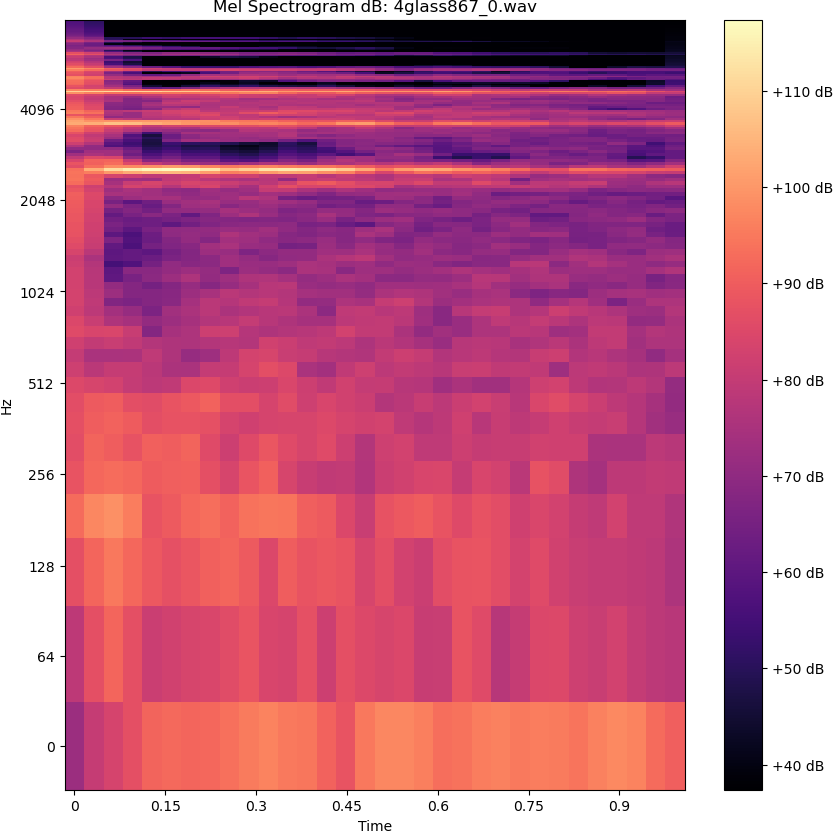 Mel Spectrogram dB: 4glass867_0.wav
Hz
4096
2048
1024
512
256
128
64
0
0
0.15
0.3
0.45
0.6
0.75
0.9
Time
+110 dB
+100 dB
+90 dB
+80 dB
+70 dB
+60 dB
+50 dB
+40 dB